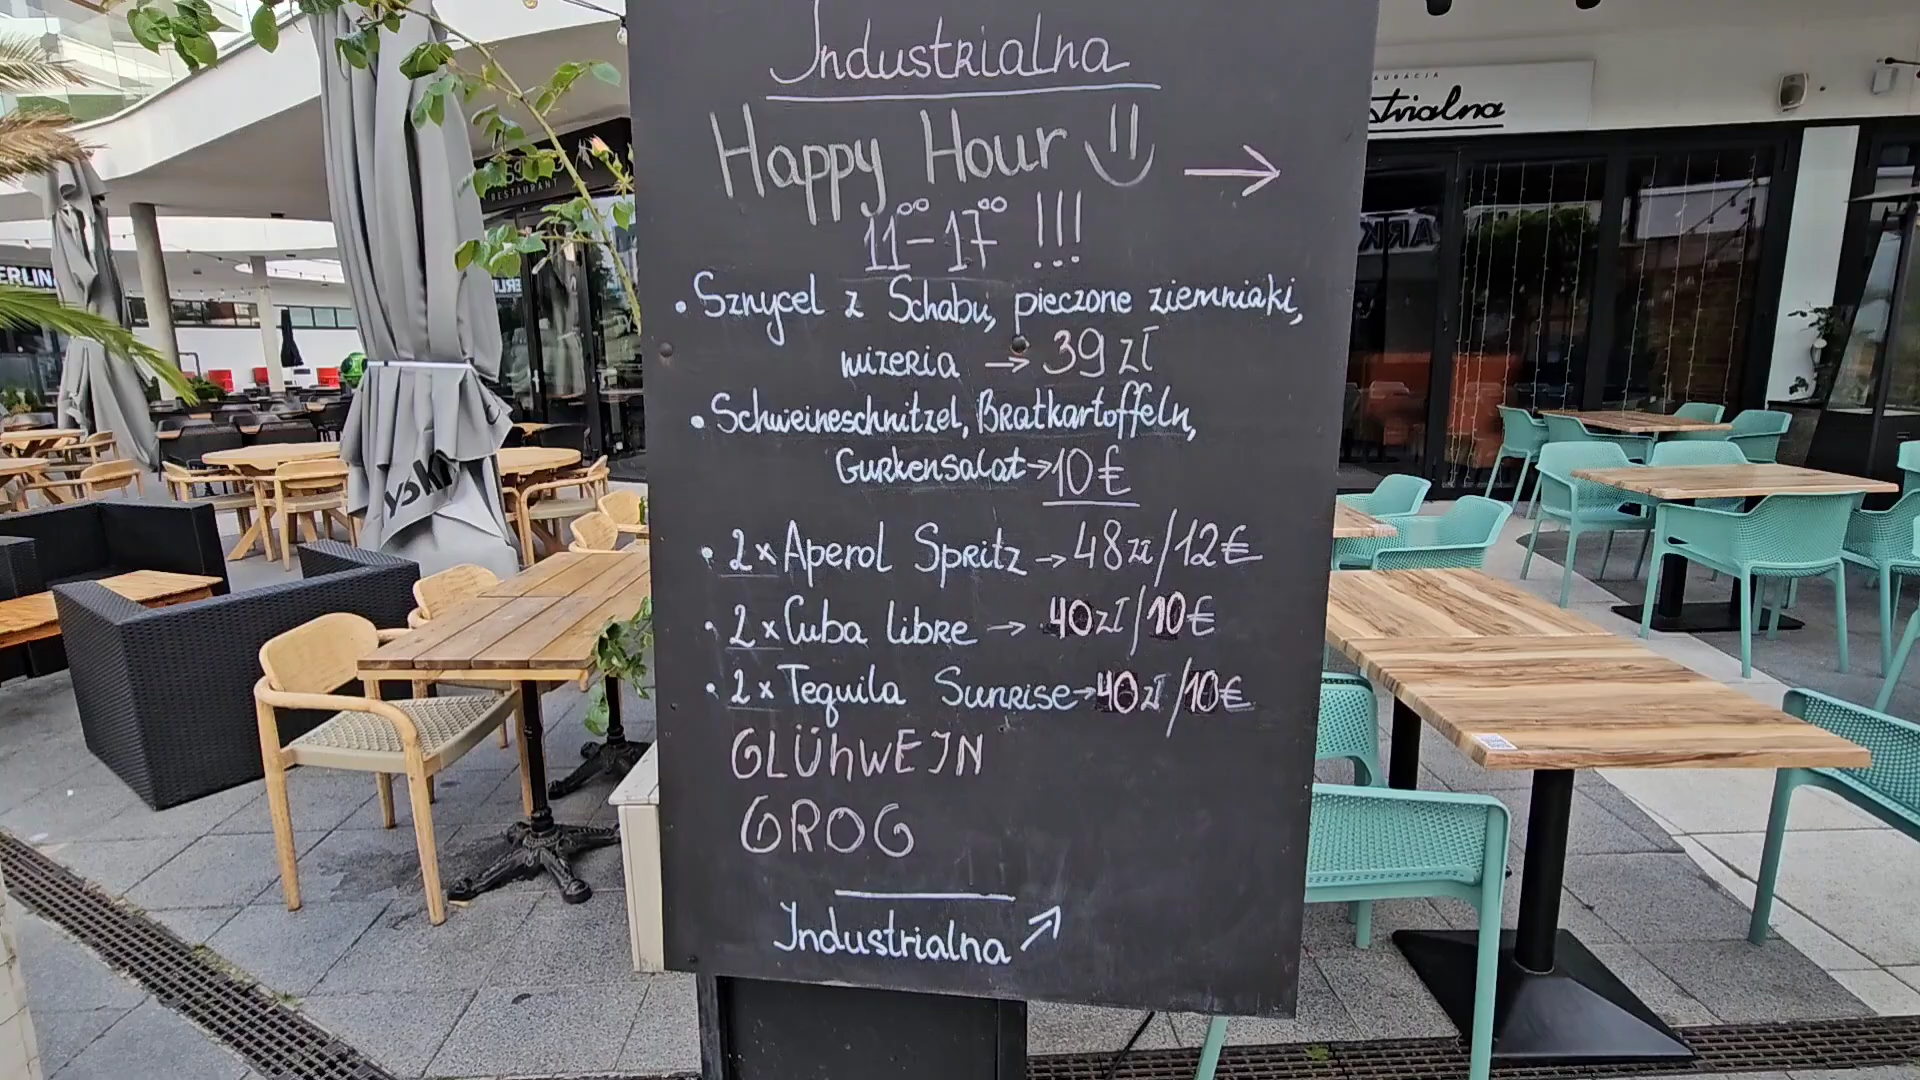 Industrialna
Happy Hour
11⁰⁰-17⁰⁰ !!!
• Sznycel z Schabu, pieczone ziemniaki,
mizeria → 39 zł
• Schweineschnitzel, Bratkartoffeln,
Gurkensalat → 10 €
• 2 x Aperol Spritz → 48 zł / 12 €
• 2 x Cuba Libre → 40 zł / 10 €
• 2 x Tequila Sunrise → 40 zł / 10 €
GLÜhWEIN
GROG
Industrialna
RESTAURANT